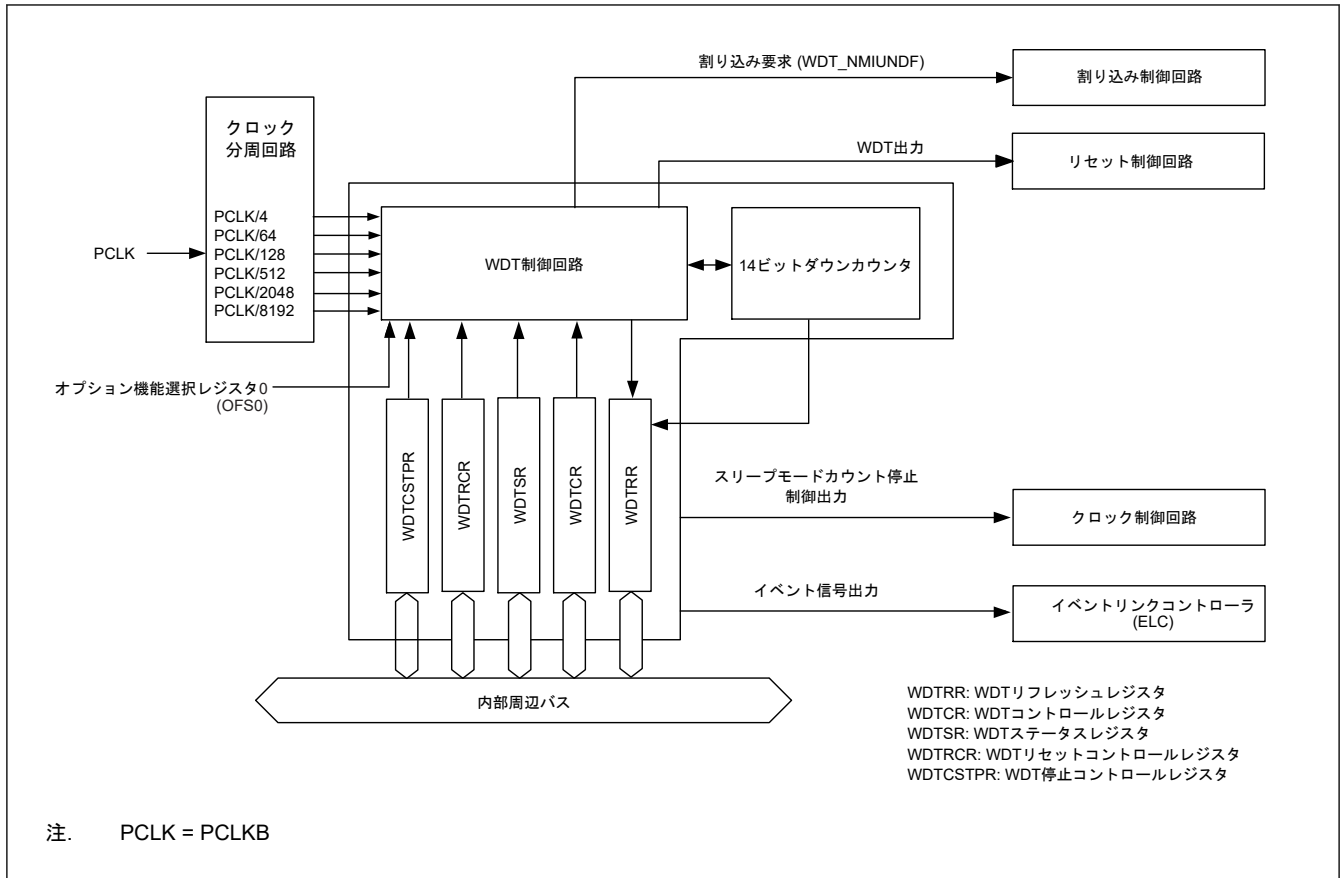 割り込み要求 (WDT_NMIUNDF)
割り込み制御回路
クロック
分周回路
WDT出力
リセット制御回路
PCLK
PCLK/4
PCLK/64
PCLK/128
PCLK/512
PCLK/2048
PCLK/8192
WDT制御回路
14ビットダウンカウンタ
オプション機能選択レジスタ0
(OFS0)
WDTCSTPR
WDTRCR
WDTSR
WDTCR
WDTRR
スリープモードカウント停止
制御出力
クロック制御回路
イベント信号出力
イベントリンクコントローラ
(ELC)
内部周辺バス
WDTRR: WDTリフレッシュレジスタ
WDTCR: WDTコントロールレジスタ
WDTSR: WDTステータスレジスタ
WDTRCR: WDTリセットコントロールレジスタ
WDTCSTPR: WDT停止コントロールレジスタ
注. PCLK = PCLKB